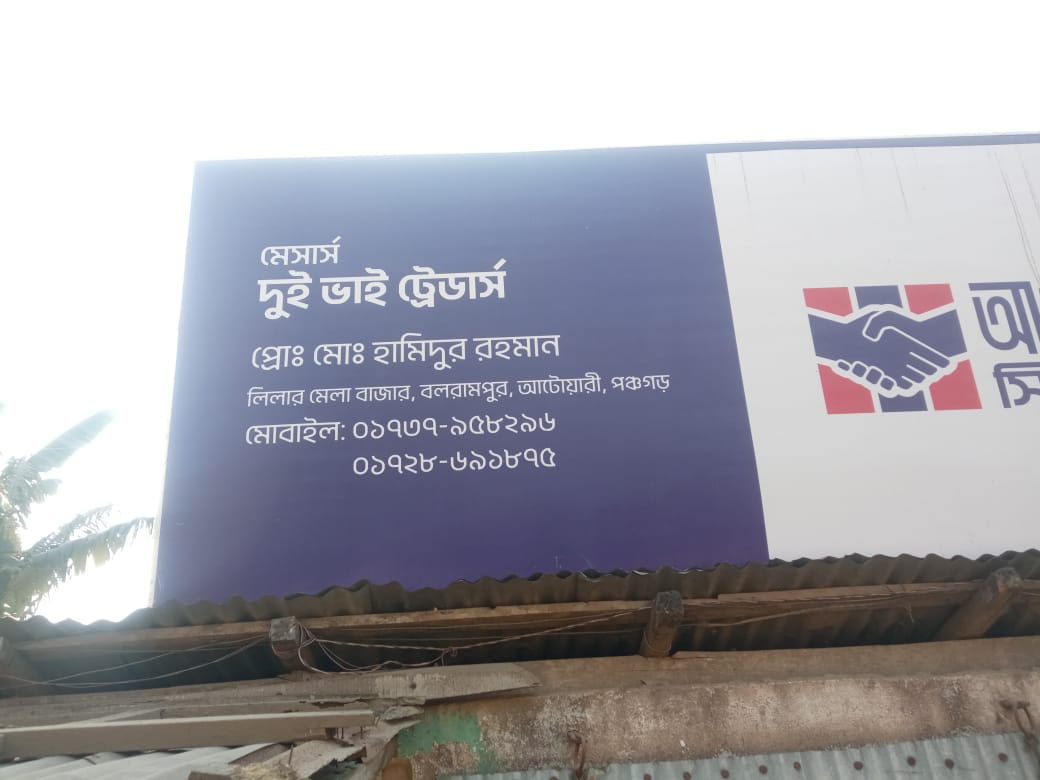 মেসার্স
দুই ভাই ট্রেডার্স
প্রোঃ মোঃ হামিদুর রহমান
লিলার মেলা বাজার, বলরামপুর, আটোয়ারী, পঞ্চগড়
মোবাইল: ০১৭৩৭-৯৫৮২৯৬
০১৭২৮-৬৯১৮৭৫